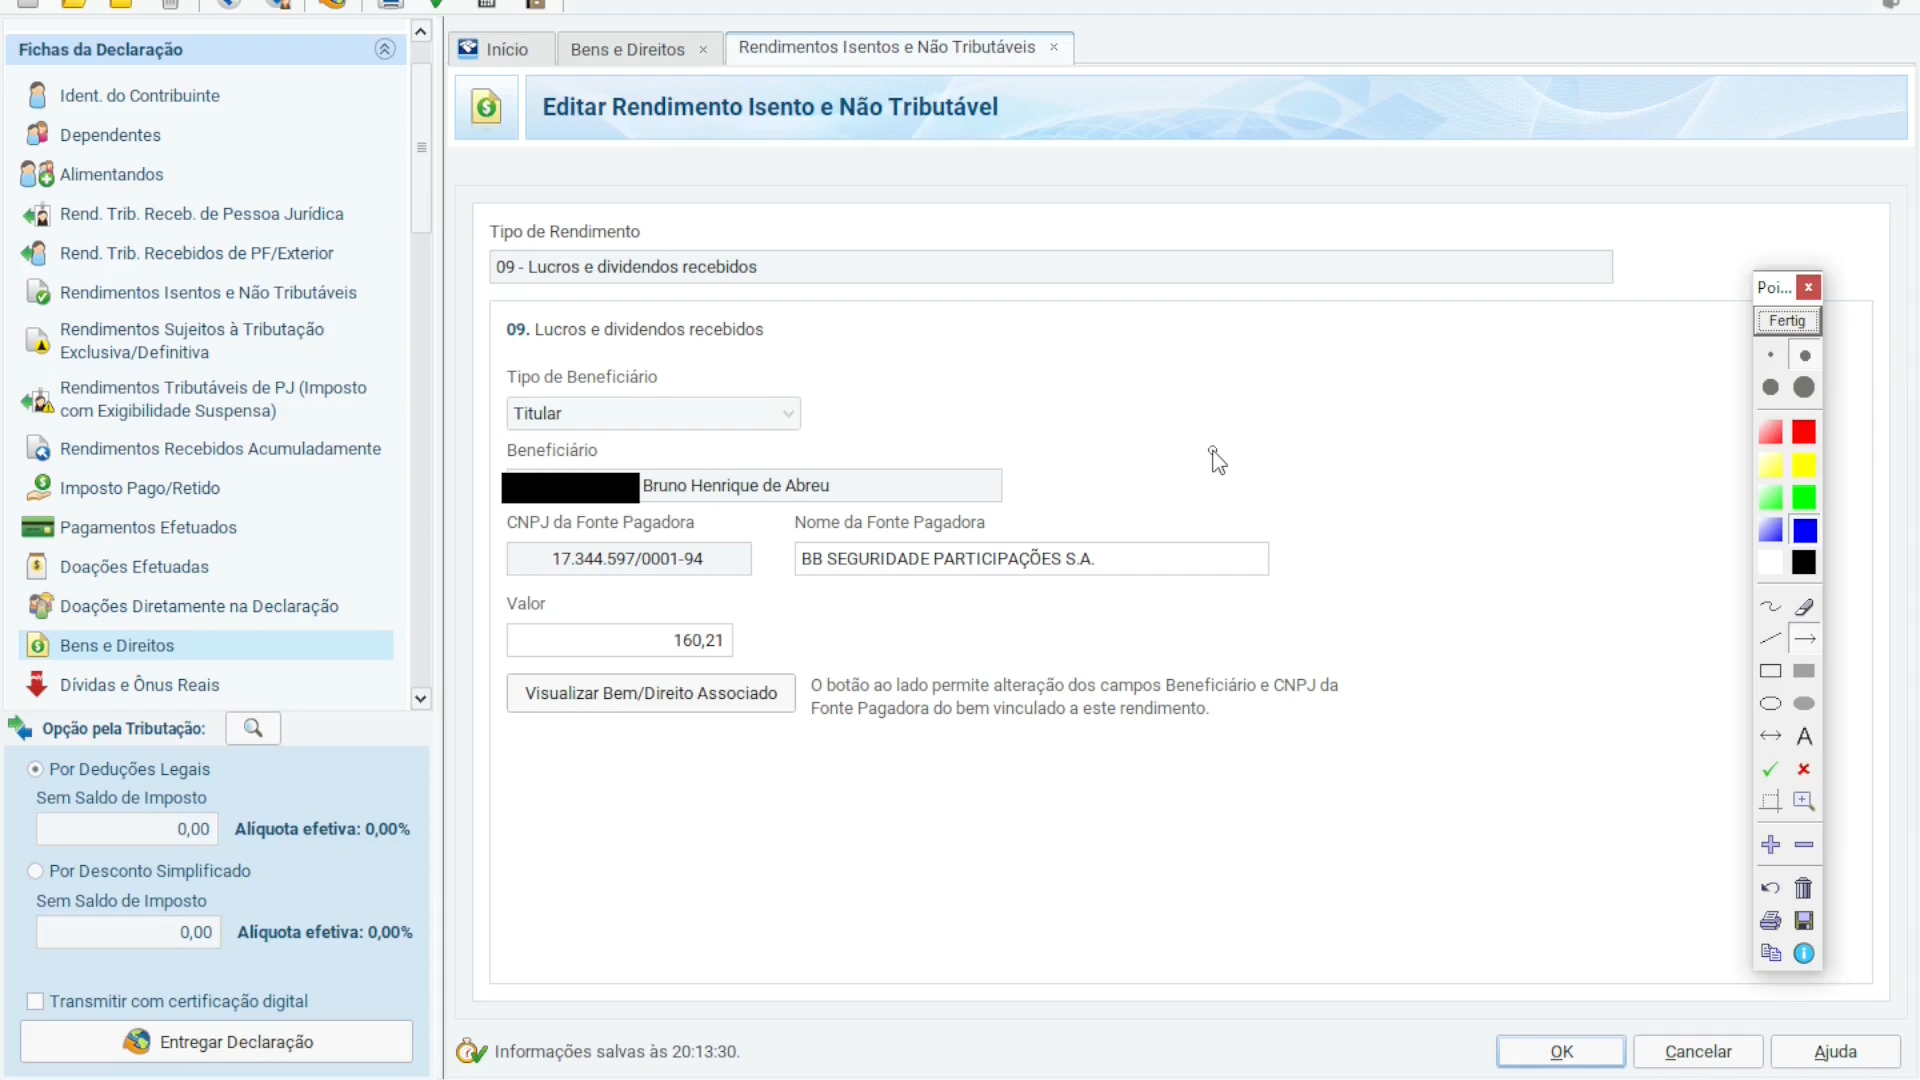 Fichas da Declaração
Ident. do Contribuinte
Dependentes
Alimentandos
Rend. Trib. Receb. de Pessoa Jurídica
Rend. Trib. Recebidos de PF/Exterior
Rendimentos Isentos e Não Tributáveis
Rendimentos Sujeitos à Tributação
Exclusiva/Definitiva
Rendimentos Tributáveis de PJ (Imposto
com Exigibilidade Suspensa)
Rendimentos Recebidos Acumuladamente
Imposto Pago/Retido
Pagamentos Efetuados
Doações Efetuadas
Doações Diretamente na Declaração
Bens e Direitos
Dívidas e Ônus Reais
Opção pela Tributação:
Por Deduções Legais
Sem Saldo de Imposto
0,00 Alíquota efetiva: 0,00%
Por Desconto Simplificado
Sem Saldo de Imposto
0,00 Alíquota efetiva: 0,00%
Transmitir com certificação digital
Entregar Declaração
Início Bens e Direitos × Rendimentos Isentos e Não Tributáveis ×
Editar Rendimento Isento e Não Tributável
Tipo de Rendimento
09 - Lucros e dividendos recebidos
09. Lucros e dividendos recebidos
Tipo de Beneficiário
Titular
Beneficiário
Bruno Henrique de Abreu
CNPJ da Fonte Pagadora Nome da Fonte Pagadora
17.344.597/0001-94 BB SEGURIDADE PARTICIPAÇÕES S.A.
Valor
160,21
Visualizar Bem/Direito Associado
O botão ao lado permite alteração dos campos Beneficiário e CNPJ da
Fonte Pagadora do bem vinculado a este rendimento.
Informações salvas às 20:13:30.
OK Cancelar Ajuda
Poi... x
Fertig
A